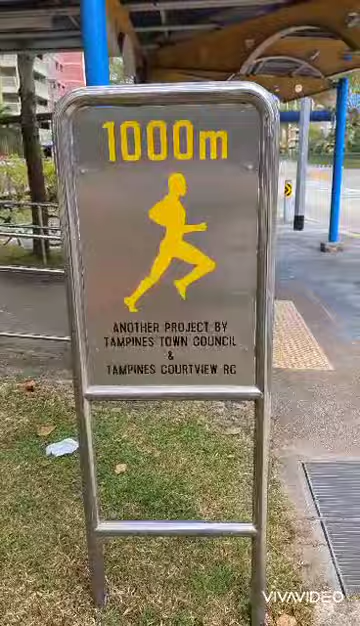 1000m
ANOTHER PROJECT BY
TAMPINES TOWN COUNCIL
&
TAMPINES COURTVIEW RC
VIVAVIDEO